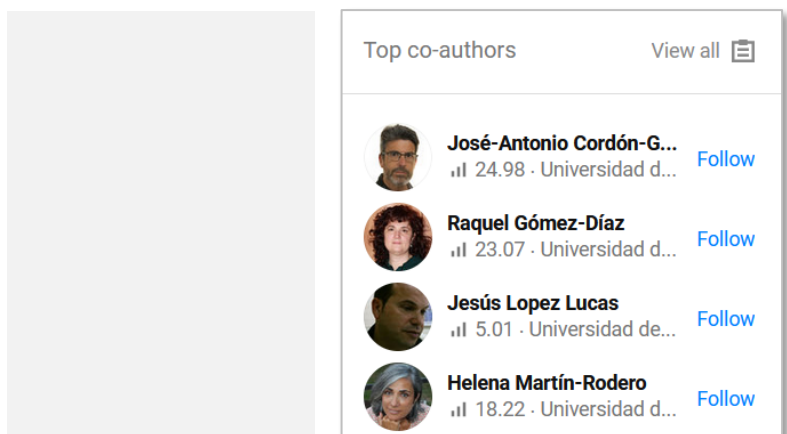 Top co-authors View all
José-Antonio Cordón-G...
24.98 · Universidad d...
Follow
Raquel Gómez-Díaz
23.07 · Universidad d...
Follow
Jesús Lopez Lucas
5.01 · Universidad de...
Follow
Helena Martín-Rodero
18.22 · Universidad d...
Follow